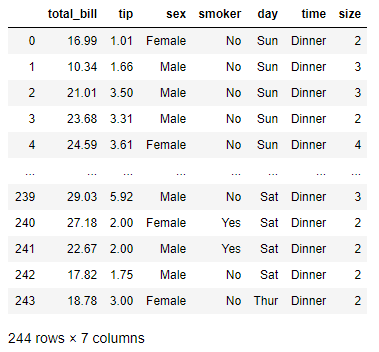 total_bill tip sex smoker day time size
0 16.99 1.01 Female No Sun Dinner 2
1 10.34 1.66 Male No Sun Dinner 3
2 21.01 3.50 Male No Sun Dinner 3
3 23.68 3.31 Male No Sun Dinner 2
4 24.59 3.61 Female No Sun Dinner 4
... ... ... ... ... ... ... ...
239 29.03 5.92 Male No Sat Dinner 3
240 27.18 2.00 Female Yes Sat Dinner 2
241 22.67 2.00 Male Yes Sat Dinner 2
242 17.82 1.75 Male No Sat Dinner 2
243 18.78 3.00 Female No Thur Dinner 2
244 rows × 7 columns